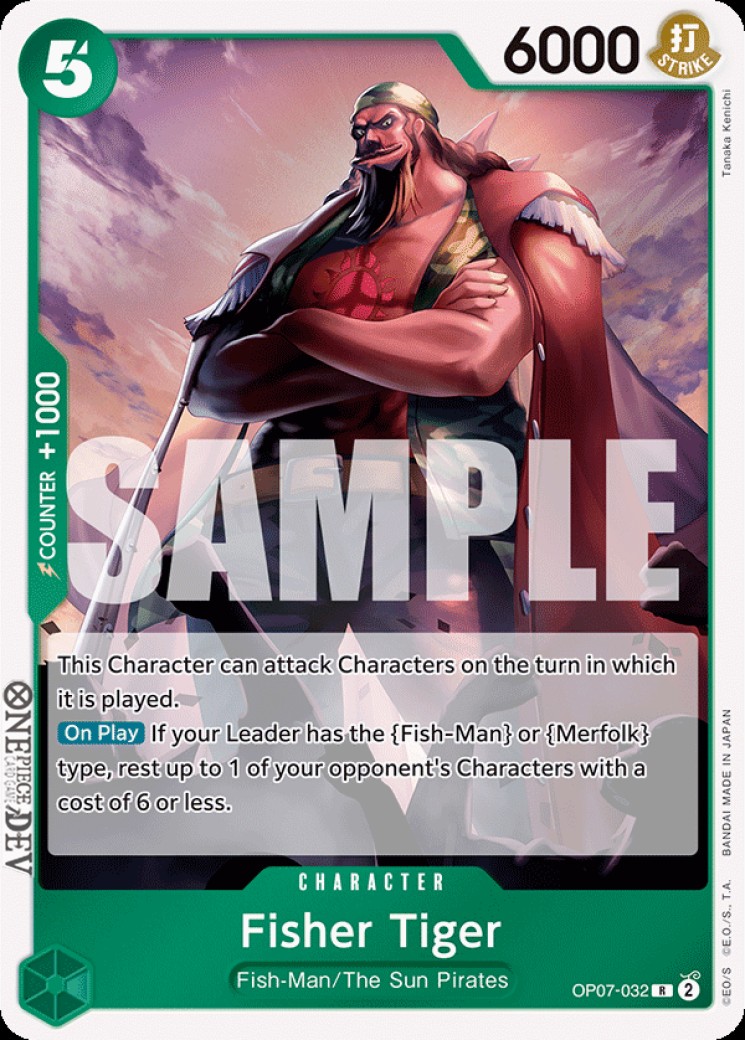 5
6000
打
STRIKE
Tanaka Kenichi
COUNTER +1000
SAMPLE
This Character can attack Characters on the turn in which
it is played.
On Play If your Leader has the {Fish-Man} or {Merfolk}
type, rest up to 1 of your opponent's Characters with a
cost of 6 or less.
ONE PIECE
CARD GAME
DEV
©EO/S ©E.O./S., T.A. BANDAI MADE IN JAPAN
CHARACTER
Fisher Tiger
Fish-Man/The Sun Pirates
OP07-032 R 2